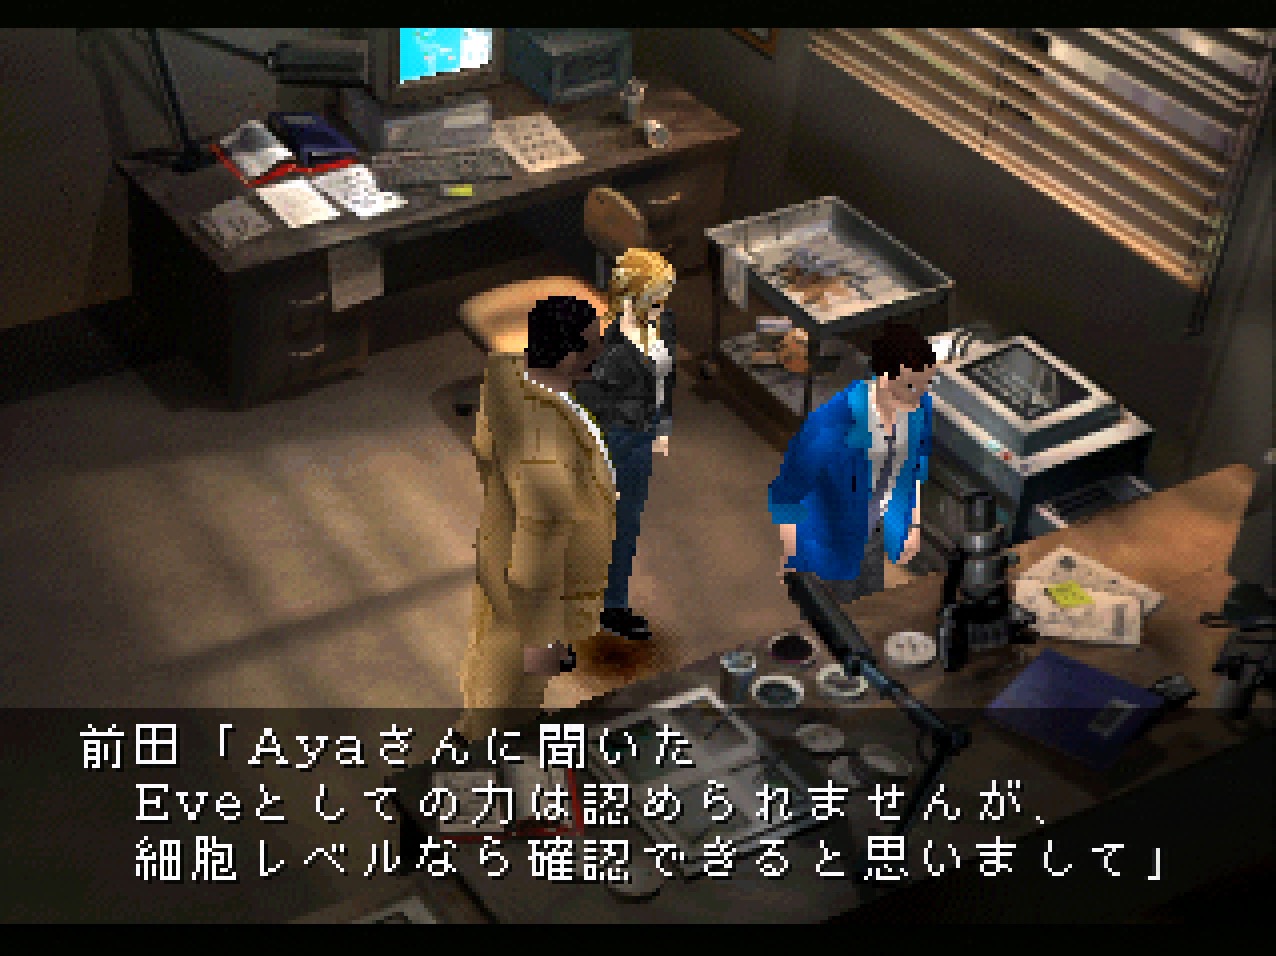 前田「Ayaさんに聞いた
Eveとしての力は認められませんが、
細胞レベルなら確認できると思いまして」